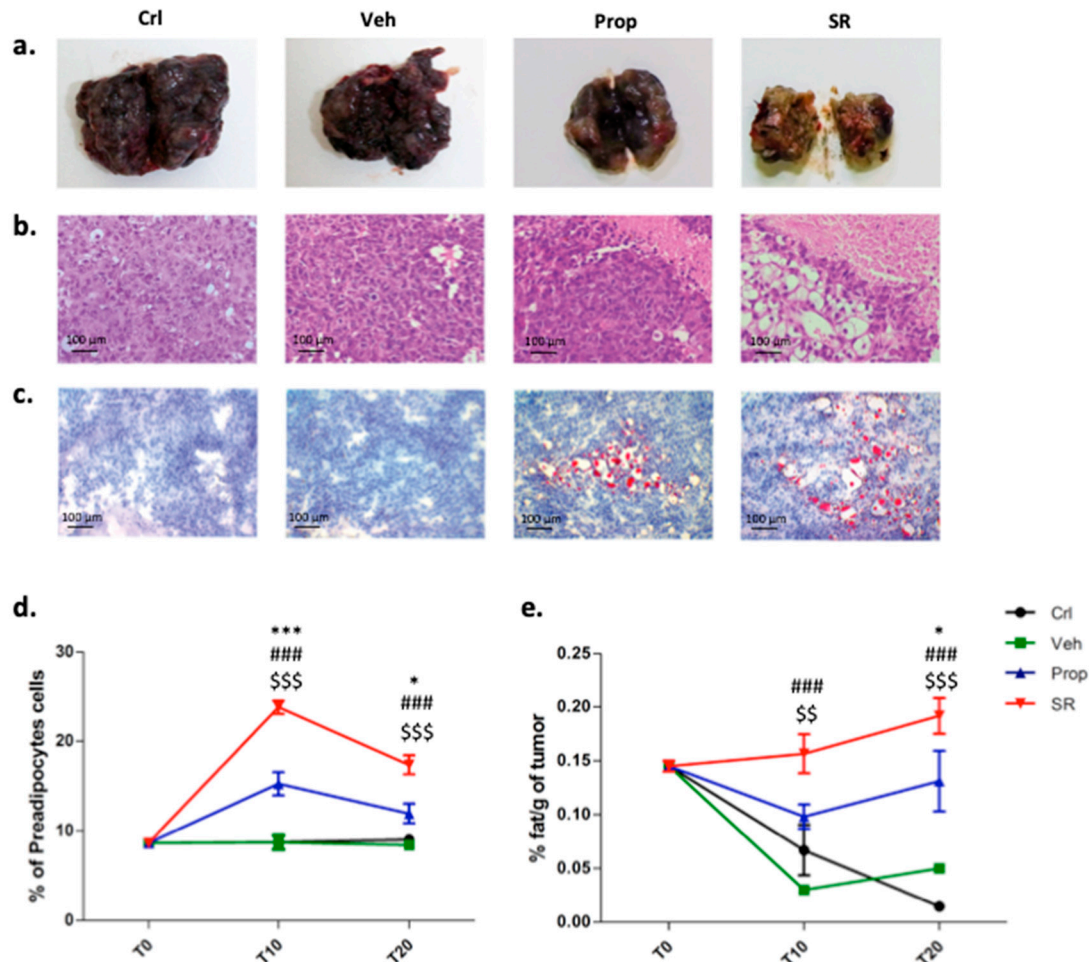 Crl Veh Prop SR
a.
b.
100 µm 100 µm 100 µm 100 µm
c.
100 µm 100 µm 100 µm 100 µm
d.
% of Preadipocytes cells
30
20
10
0
***
###
$$$
*
###
$$$
T0 T10 T20
e.
% fat/g of tumor
0.25
0.20
0.15
0.10
0.05
0.00
###
$$
*
###
$$$
T0 T10 T20
Crl
Veh
Prop
SR